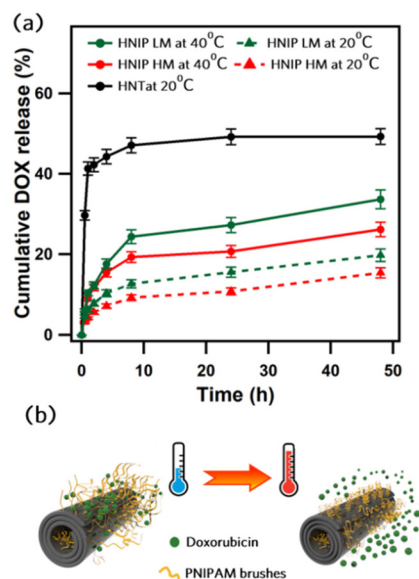 (a)
HNIP LM at 40°C
HNIP LM at 20°C
HNIP HM at 40°C
HNIP HM at 20°C
HNTat 20°C
Cumulative DOX release (%)
60
40
20
0
0
10
20
30
40
50
Time (h)
(b)
Doxorubicin
PNIPAM brushes